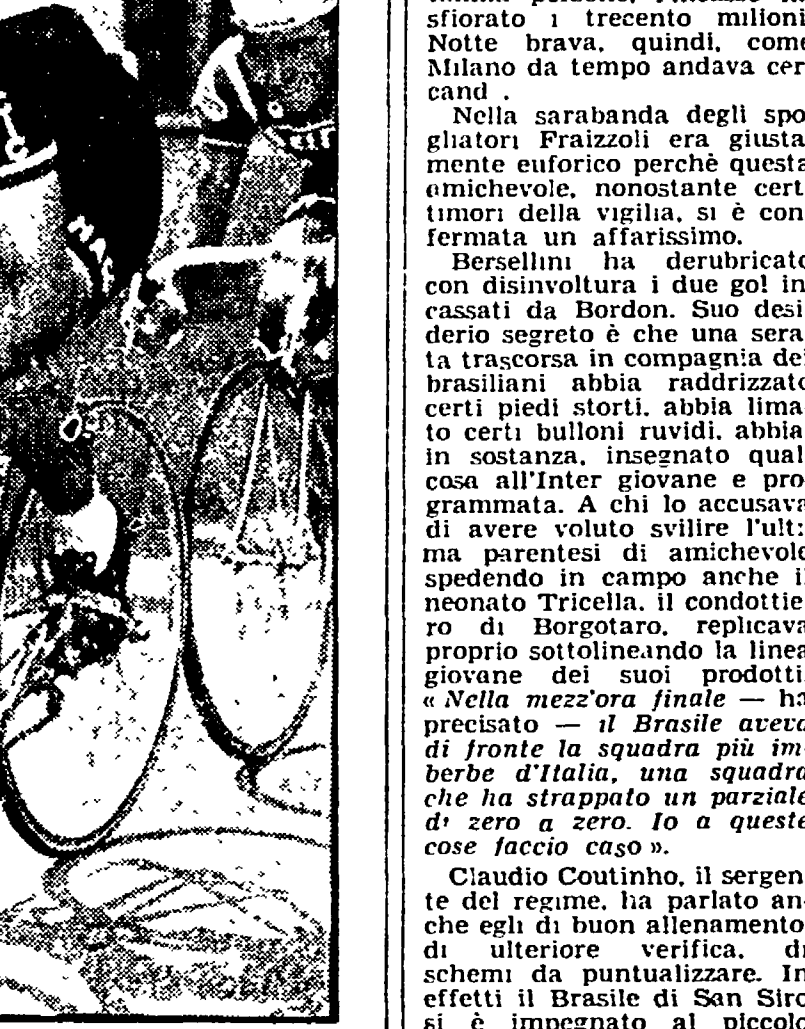 sfiorato i trecento milioni
Notte brava, quindi, come
Milano da tempo andava cer
cand .
Nella sarabanda degli spo
gliatori Fraizzoli era giusta
mente euforico perchè questa
amichevole, nonostante cert
timori della vigilia, si è con
fermata un affarissimo.
Bersellini ha derubricato
con disinvoltura i due gol in
cassati da Bordon. Suo desi
derio segreto è che una sera
ta trascorsa in compagnia dei
brasiliani abbia raddrizzato
certi piedi storti, abbia lima
to certi bulloni ruvidi, abbia
in sostanza, insegnato qual
cosa all'Inter giovane e pro
grammata. A chi lo accusava
di avere voluto svilire l'ulti
ma parentesi di amichevole
spedendo in campo anche il
neonato Tricella, il condottie
ro di Borgotaro, replicava
proprio sottolineando la linea
giovane dei suoi prodotti.
« Nella mezz'ora finale — ha
precisato — il Brasile aveva
di fronte la squadra più im-
berbe d'Italia, una squadra
che ha strappato un parziale
di zero a zero. Io a queste
cose faccio caso ».
Claudio Coutinho, il sergen
te del regime, ha parlato an-
che egli di buon allenamento
di ulteriore verifica, di
schemi da puntualizzare. In
effetti il Brasile di San Siro
si è impegnato al piccolo